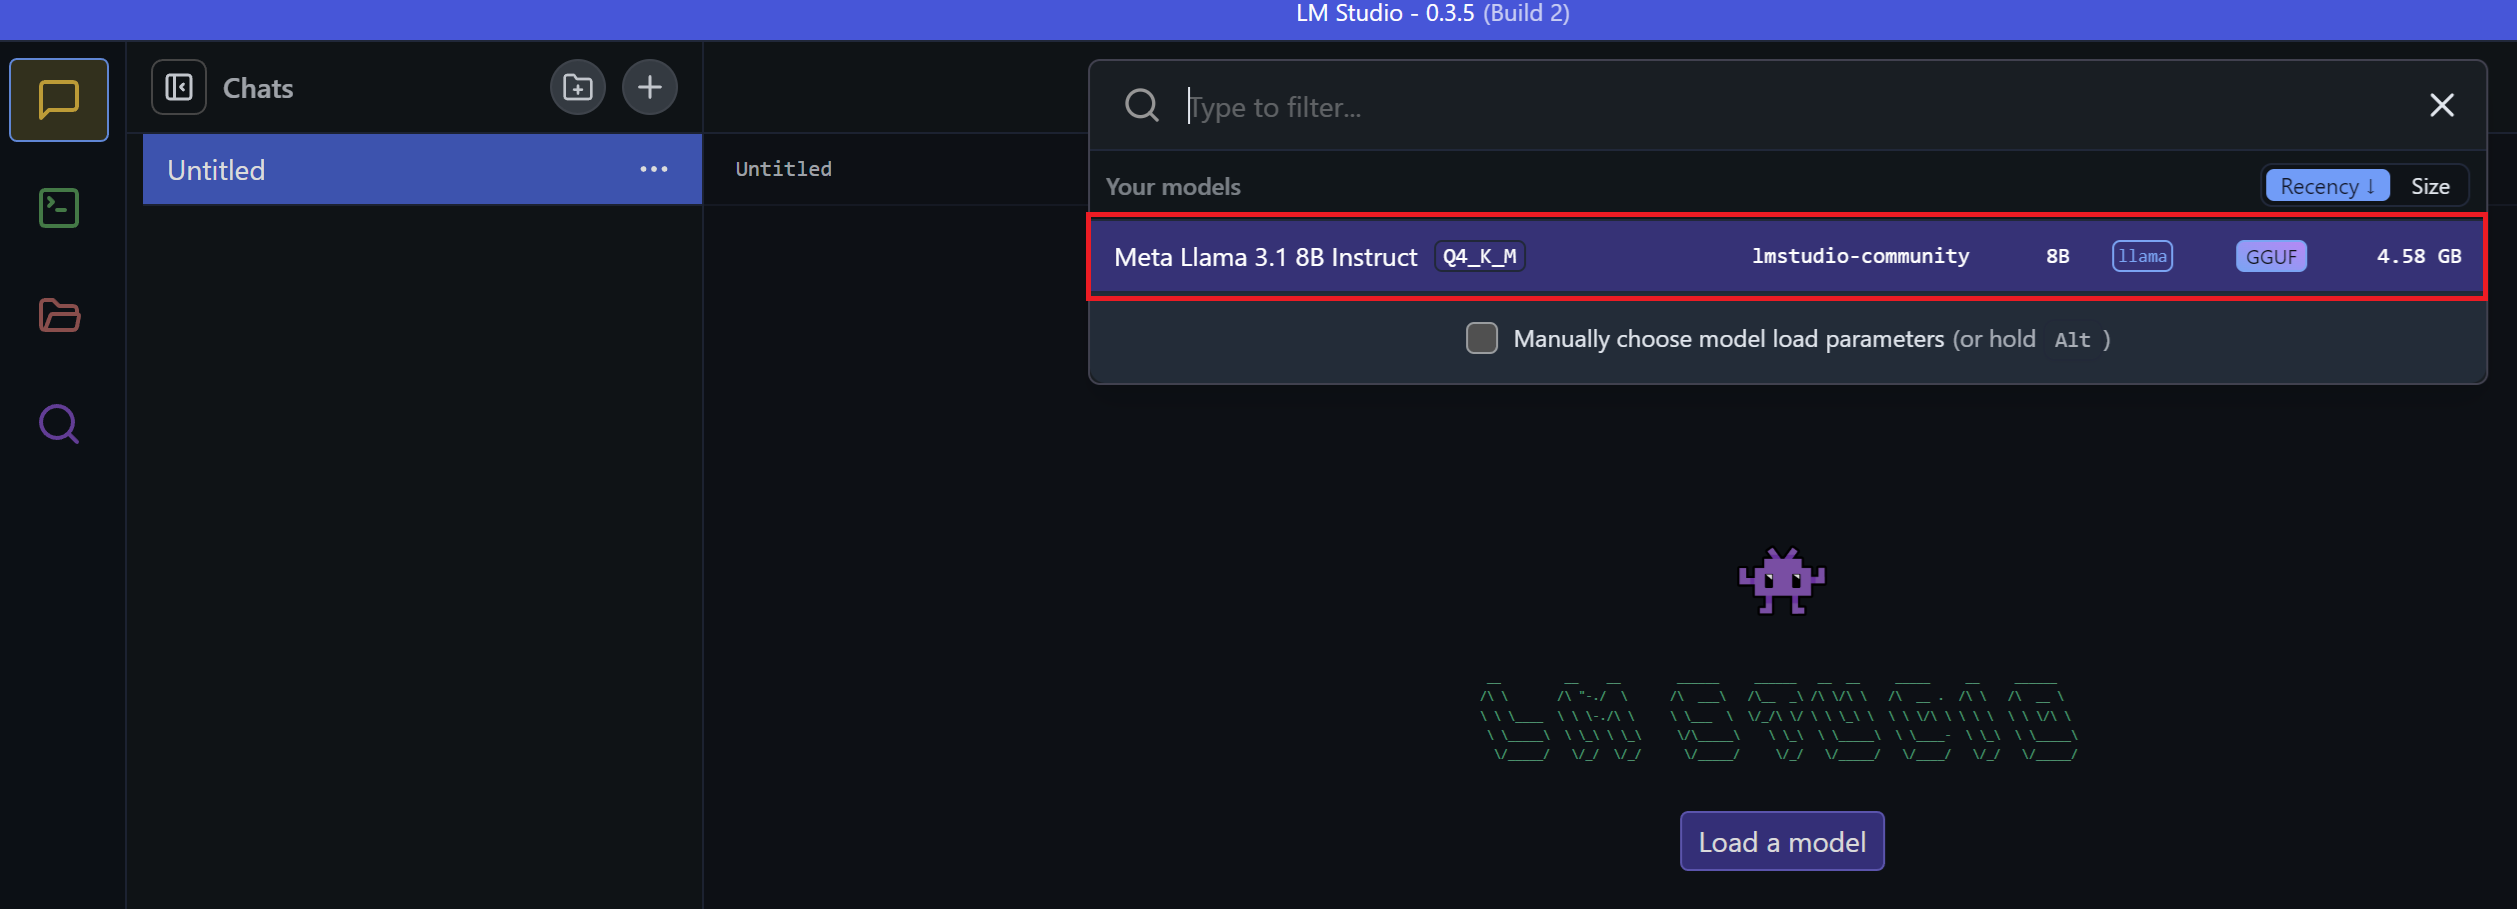 LM Studio - 0.3.5 (Build 2)
Chats
Untitled
Untitled
Type to filter...
Your models
Recency ↓ Size
Meta Llama 3.1 8B Instruct Q4_K_M lmstudio-community 8B llama GGUF 4.58 GB
Manually choose model load parameters (or hold Alt )
LM STUDIO
Load a model